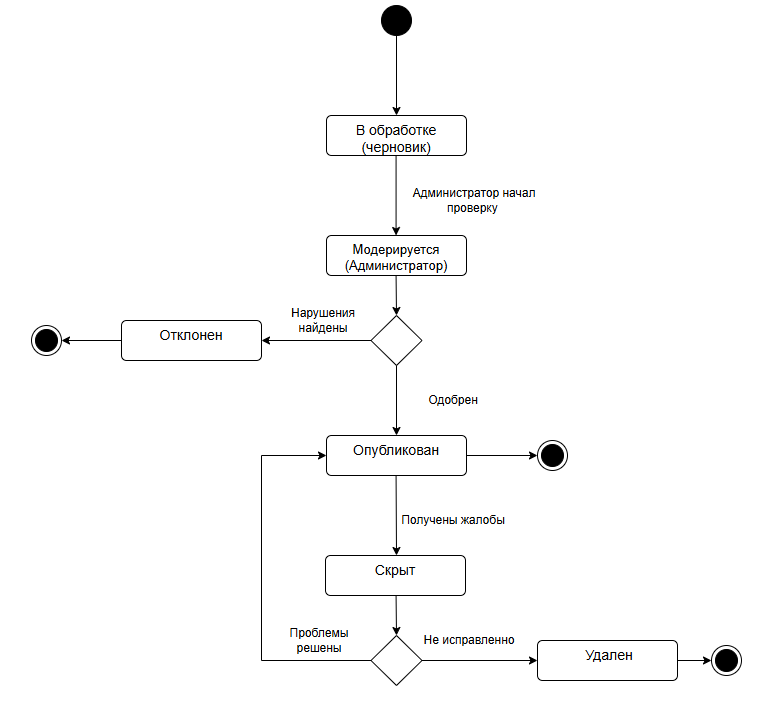 В обработке
(черновик)
Администратор начал
проверку
Модерируется
(Администратор)
Нарушения
найдены
Отклонен
Одобрен
Опубликован
Получены жалобы
Скрыт
Проблемы
решены
Не исправленно
Удален